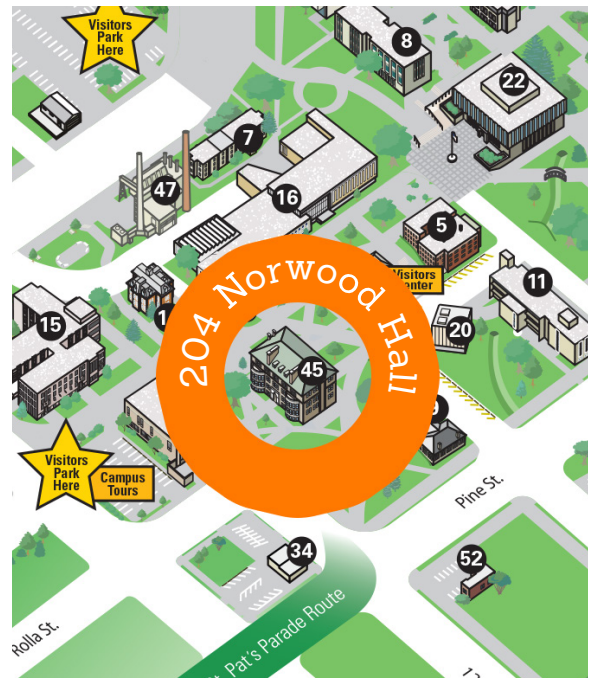 Visitors
Park
Here
8
22
7
47
16
5
Visitors
Center
11
15
1
20
204 Norwood Hall
45
Visitors
Park
Here
Campus
Tours
Pine St.
34
52
Rolla St.
Pat's Parade Route